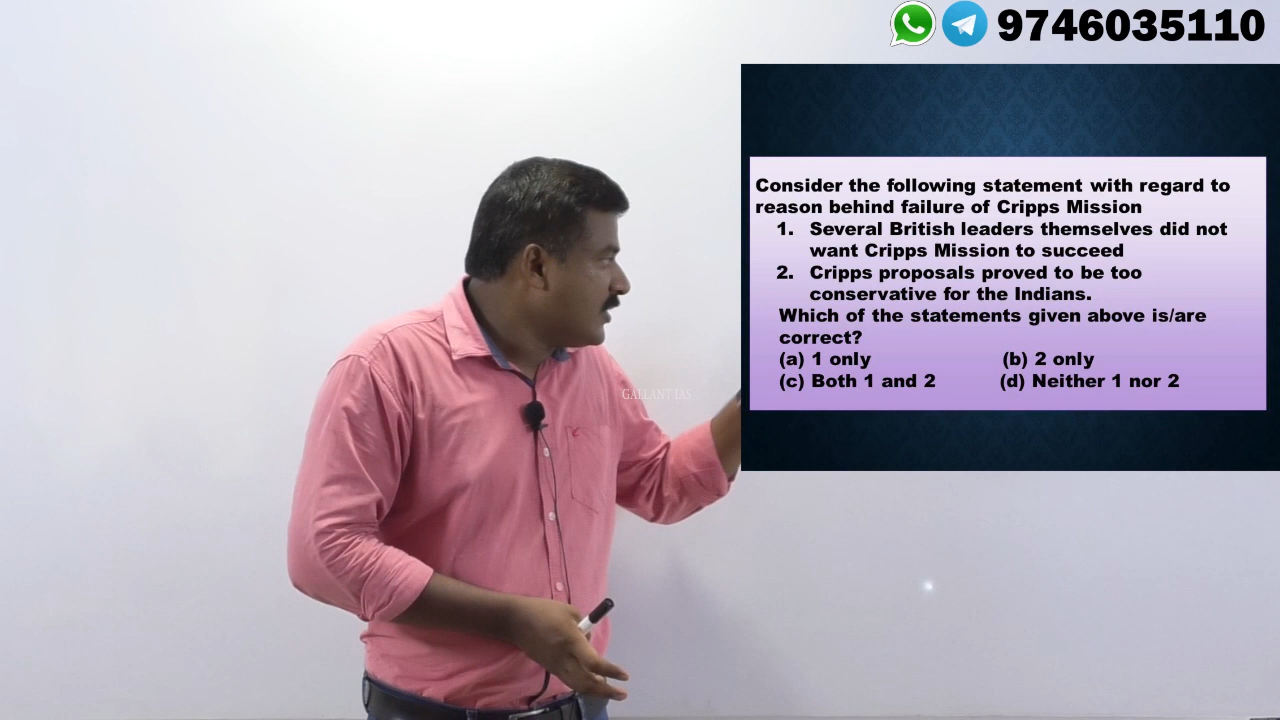 9746035110
Consider the following statement with regard to
reason behind failure of Cripps Mission
1. Several British leaders themselves did not
want Cripps Mission to succeed
2. Cripps proposals proved to be too
conservative for the Indians.
Which of the statements given above is/are
correct?
(a) 1 only (b) 2 only
(c) Both 1 and 2 (d) Neither 1 nor 2
GALLANT IAS